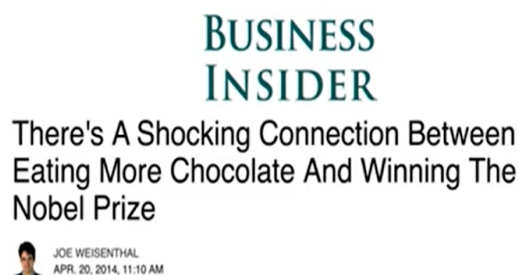 BUSINESS
INSIDER
There's A Shocking Connection Between
Eating More Chocolate And Winning The
Nobel Prize
JOE WEISENTHAL
APR. 20, 2014, 11:10 AM